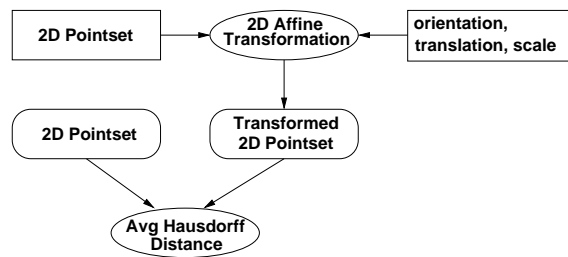 2D Pointset
2D Affine
Transformation
orientation,
translation, scale
2D Pointset
Transformed
2D Pointset
Avg Hausdorff
Distance